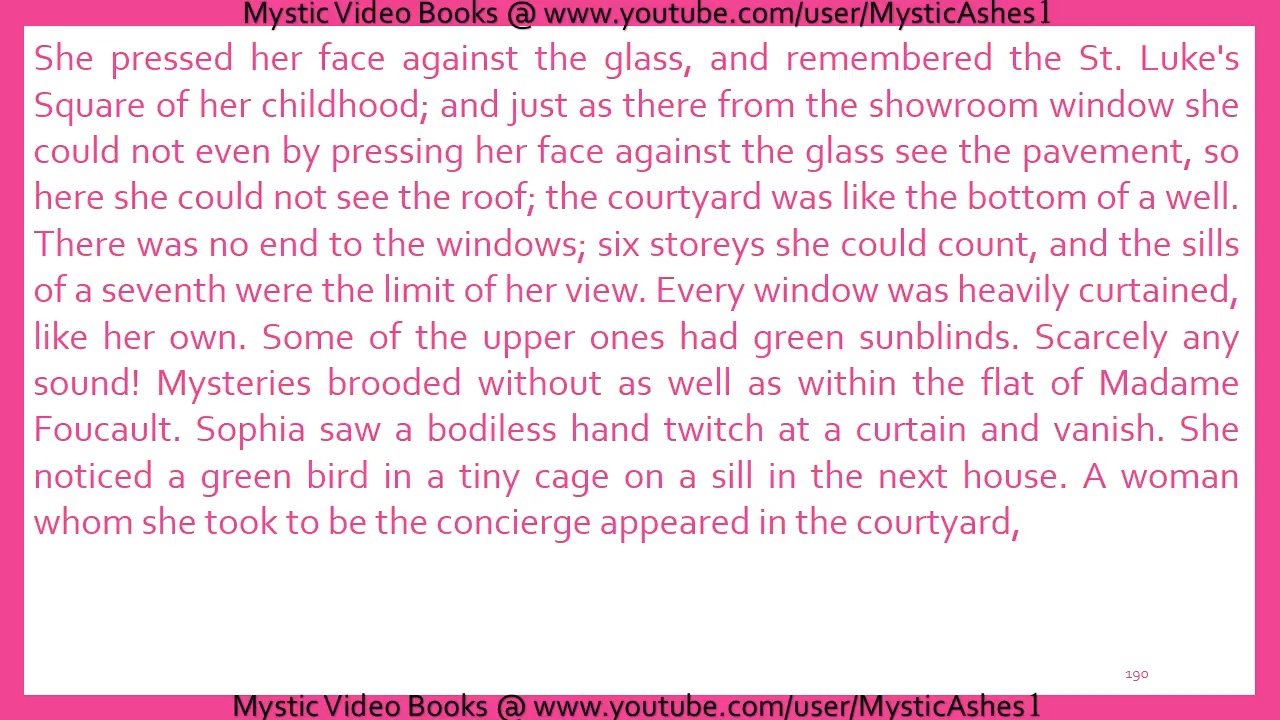 Mystic Video Books @ www.youtube.com/user/MysticAshes1
She pressed her face against the glass, and remembered the St. Luke's
Square of her childhood; and just as there from the showroom window she
could not even by pressing her face against the glass see the pavement, so
here she could not see the roof; the courtyard was like the bottom of a well.
There was no end to the windows; six storeys she could count, and the sills
of a seventh were the limit of her view. Every window was heavily curtained,
like her own. Some of the upper ones had green sunblinds. Scarcely any
sound! Mysteries brooded without as well as within the flat of Madame
Foucault. Sophia saw a bodiless hand twitch at a curtain and vanish. She
noticed a green bird in a tiny cage on a sill in the next house. A woman
whom she took to be the concierge appeared in the courtyard,
190
Mystic Video Books @ www.youtube.com/user/MysticAshes1